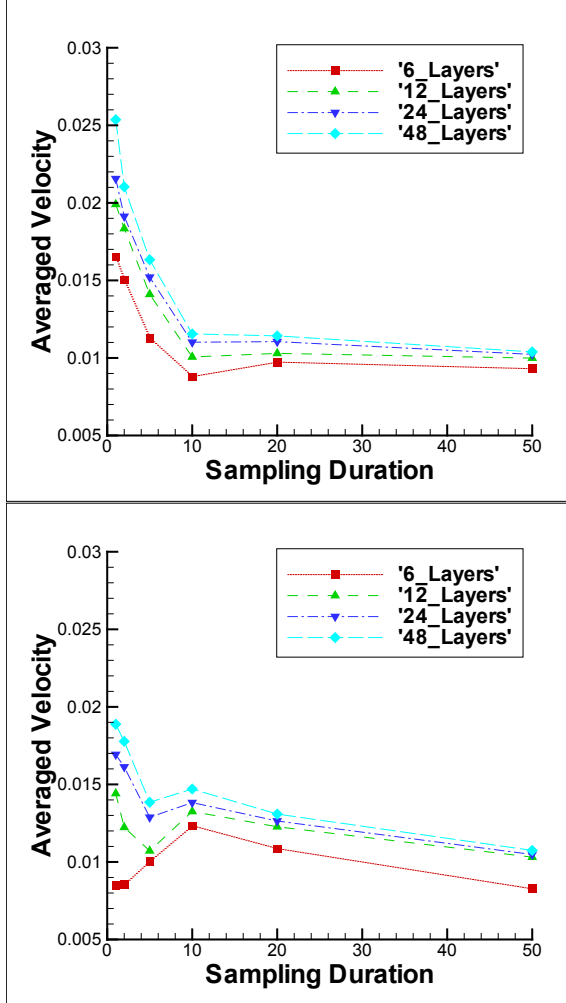 0.03
0.025
0.02
0.015
0.01
0.005
Averaged Velocity
'6_Layers'
'12_Layers'
'24_Layers'
'48_Layers'
0 10 20 30 40 50
Sampling Duration
0.03
0.025
0.02
0.015
0.01
0.005
Averaged Velocity
'6_Layers'
'12_Layers'
'24_Layers'
'48_Layers'
0 10 20 30 40 50
Sampling Duration